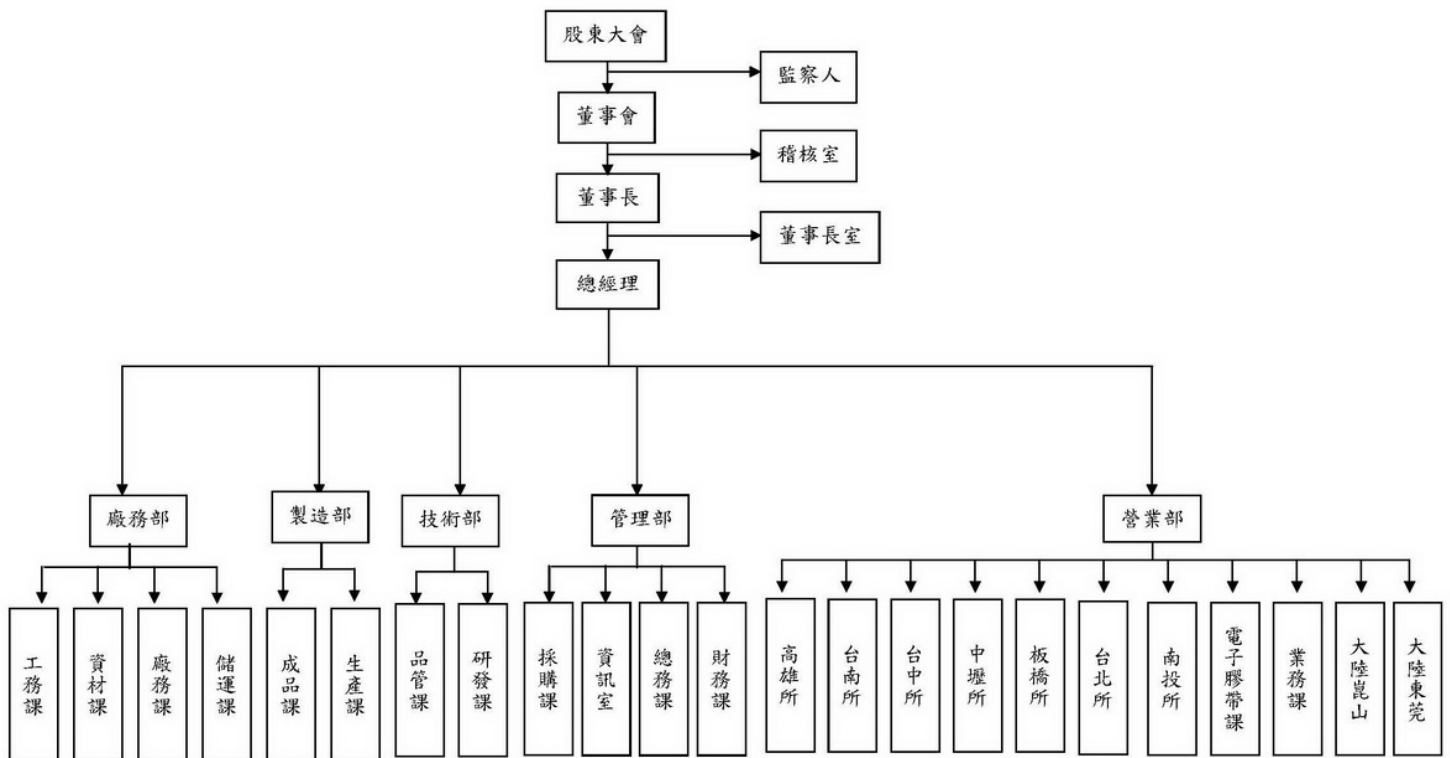 股東大會
監察人
董事會
稽核室
董事長
董事長室
總經理
廠務部
製造部
技術部
管理部
營業部
工務課
資材課
廠務課
儲運課
成品課
生產課
品管課
研發課
採購課
資訊室
總務課
財務課
高雄所
台南所
台中所
中壢所
板橋所
台北所
南投所
電子膠帶課
業務課
大陸崑山
大陸東莞